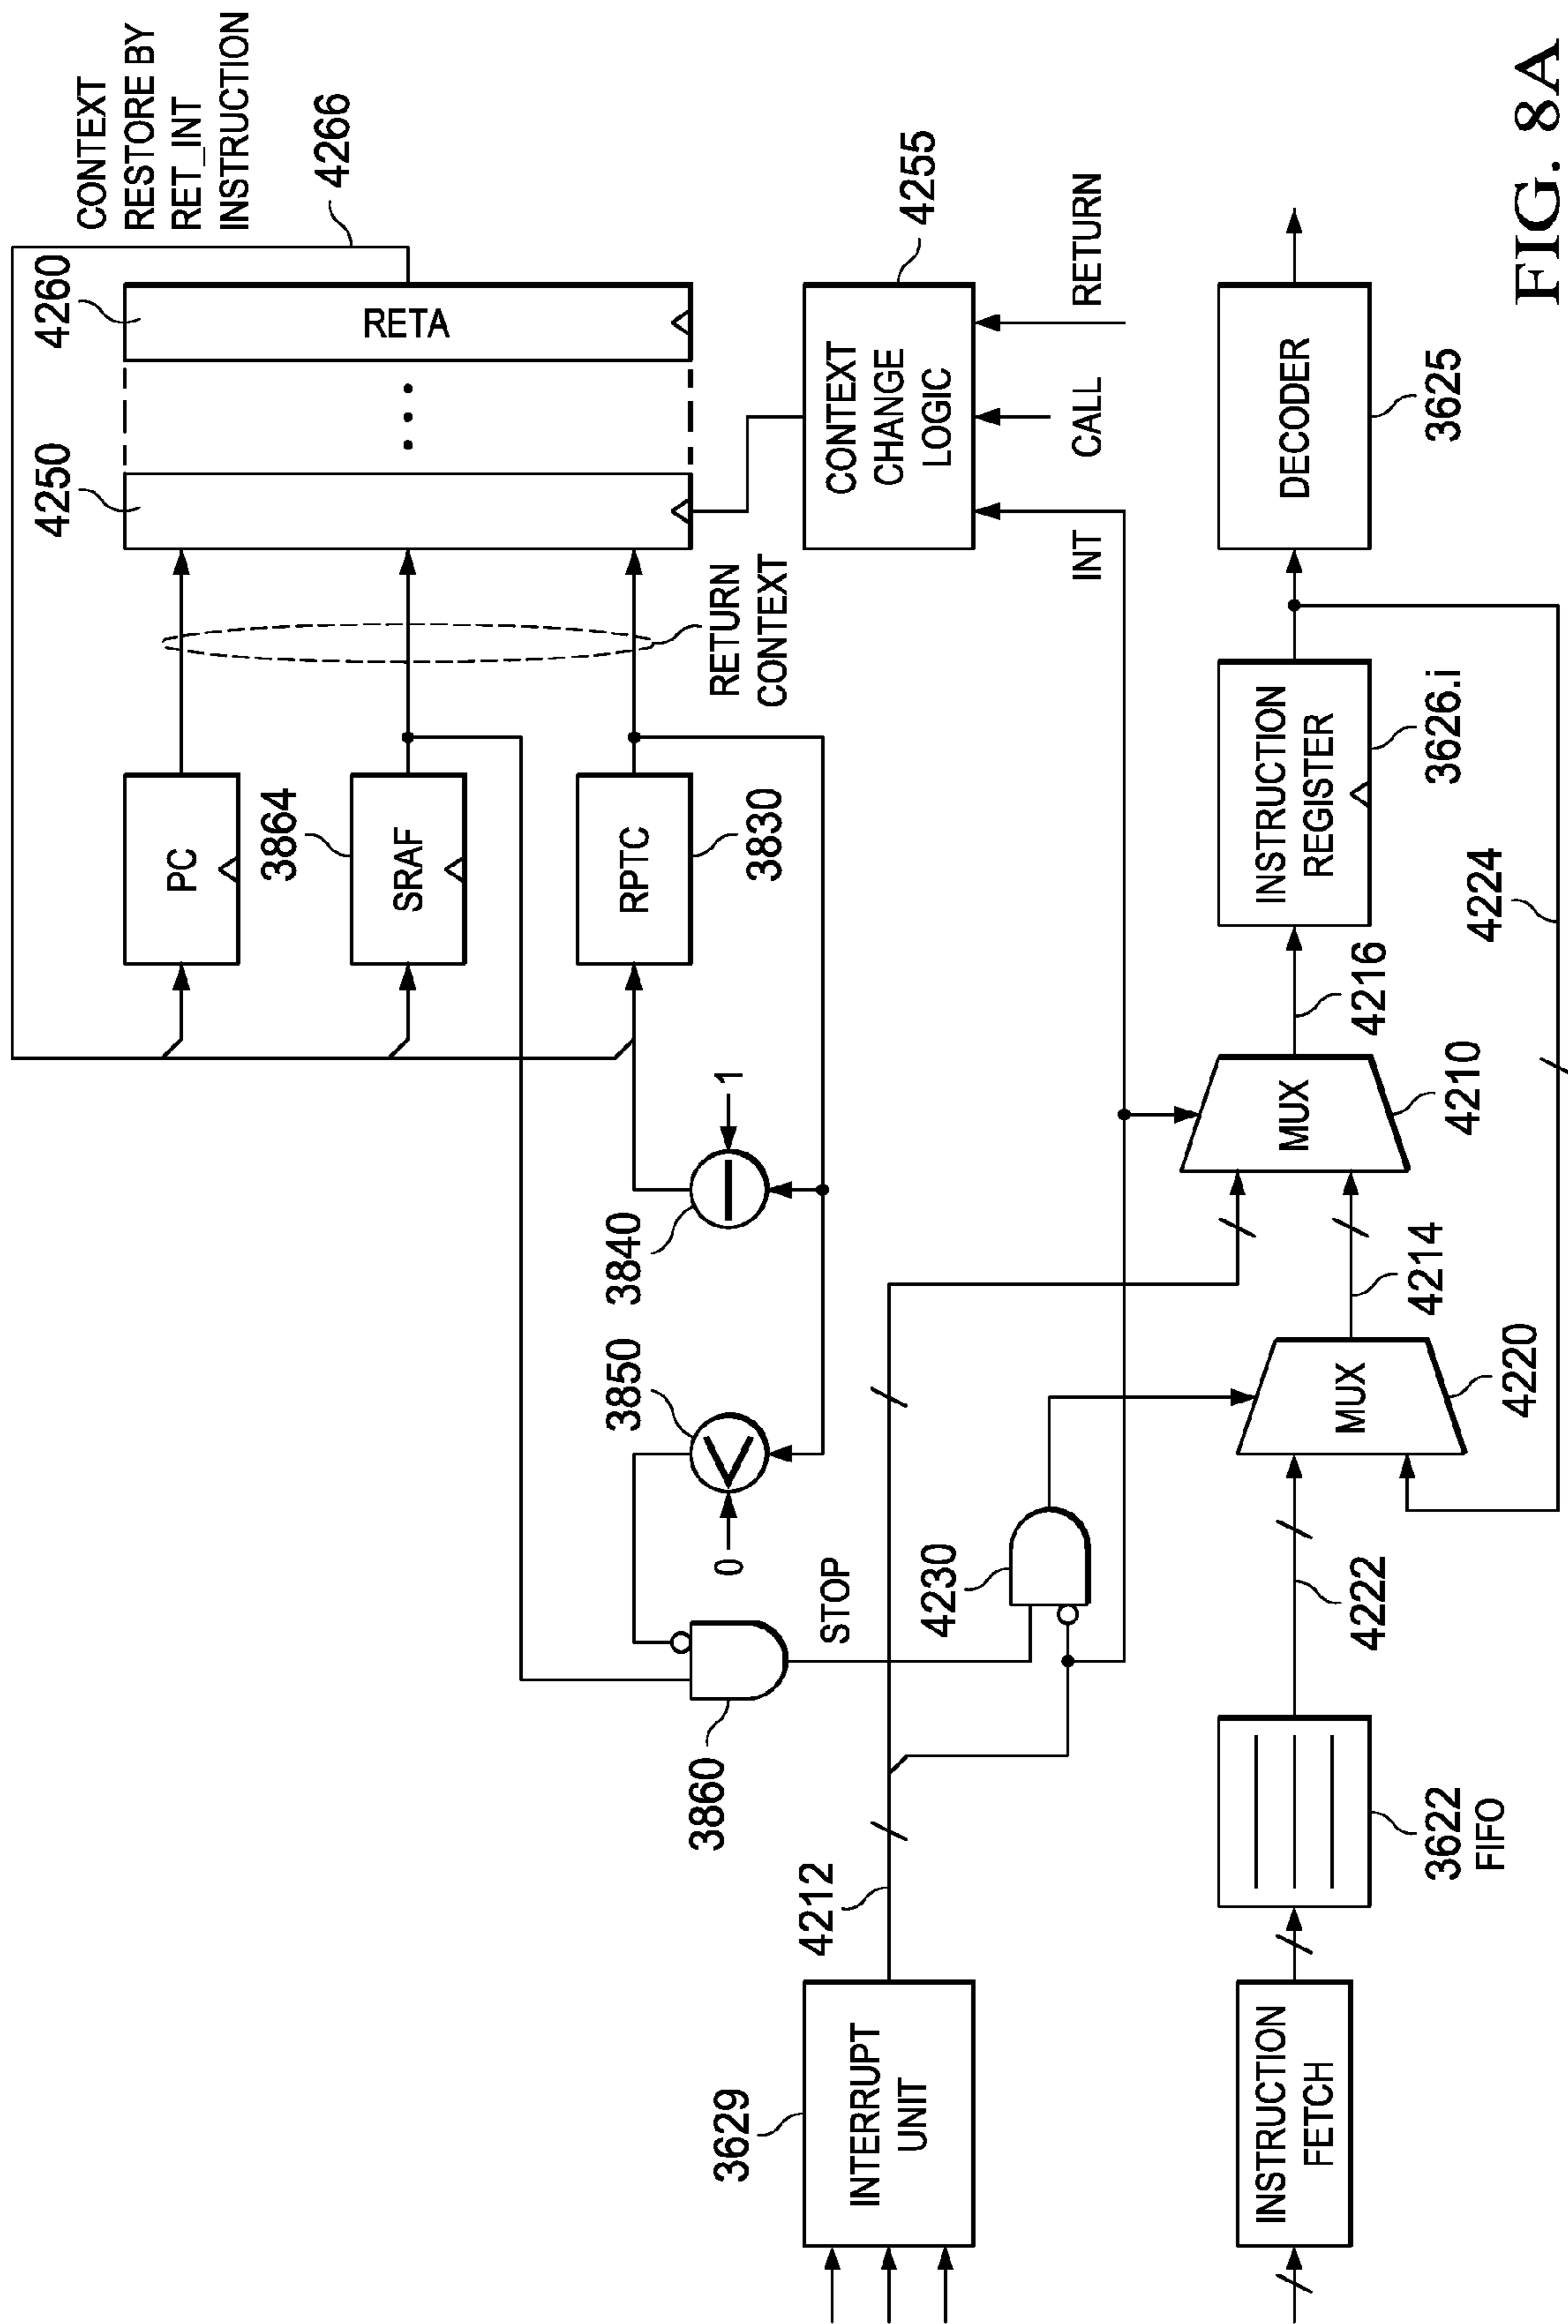 CONTEXT
RESTORE BY
RET_INT
INSTRUCTION
4266
4250
4260
RETA
PC
3864
SRAF
RPTC
3830
RETURN
CONTEXT
3850
3840
0
1
3860
STOP
CONTEXT
CHANGE
LOGIC
4255
INT
CALL
RETURN
3629
INTERRUPT
UNIT
4212
4230
INSTRUCTION
FETCH
3622
FIFO
4222
MUX
4220
4214
MUX
4210
4216
INSTRUCTION
REGISTER
3626.i
4224
DECODER
3625
FIG. 8A